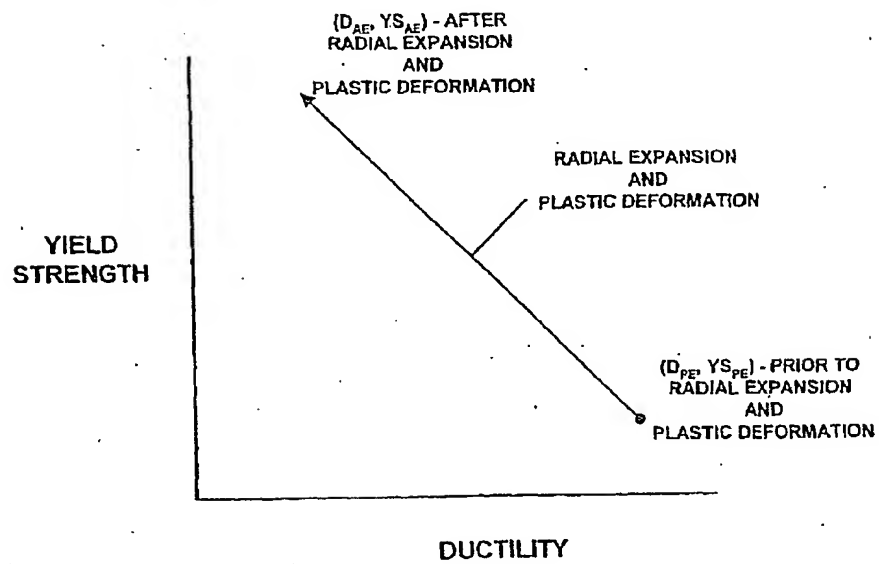 (D_AE, YS_AE) - AFTER
RADIAL EXPANSION
AND
PLASTIC DEFORMATION
RADIAL EXPANSION
AND
PLASTIC DEFORMATION
YIELD
STRENGTH
(D_PE, YS_PE) - PRIOR TO
RADIAL EXPANSION
AND
PLASTIC DEFORMATION
DUCTILITY